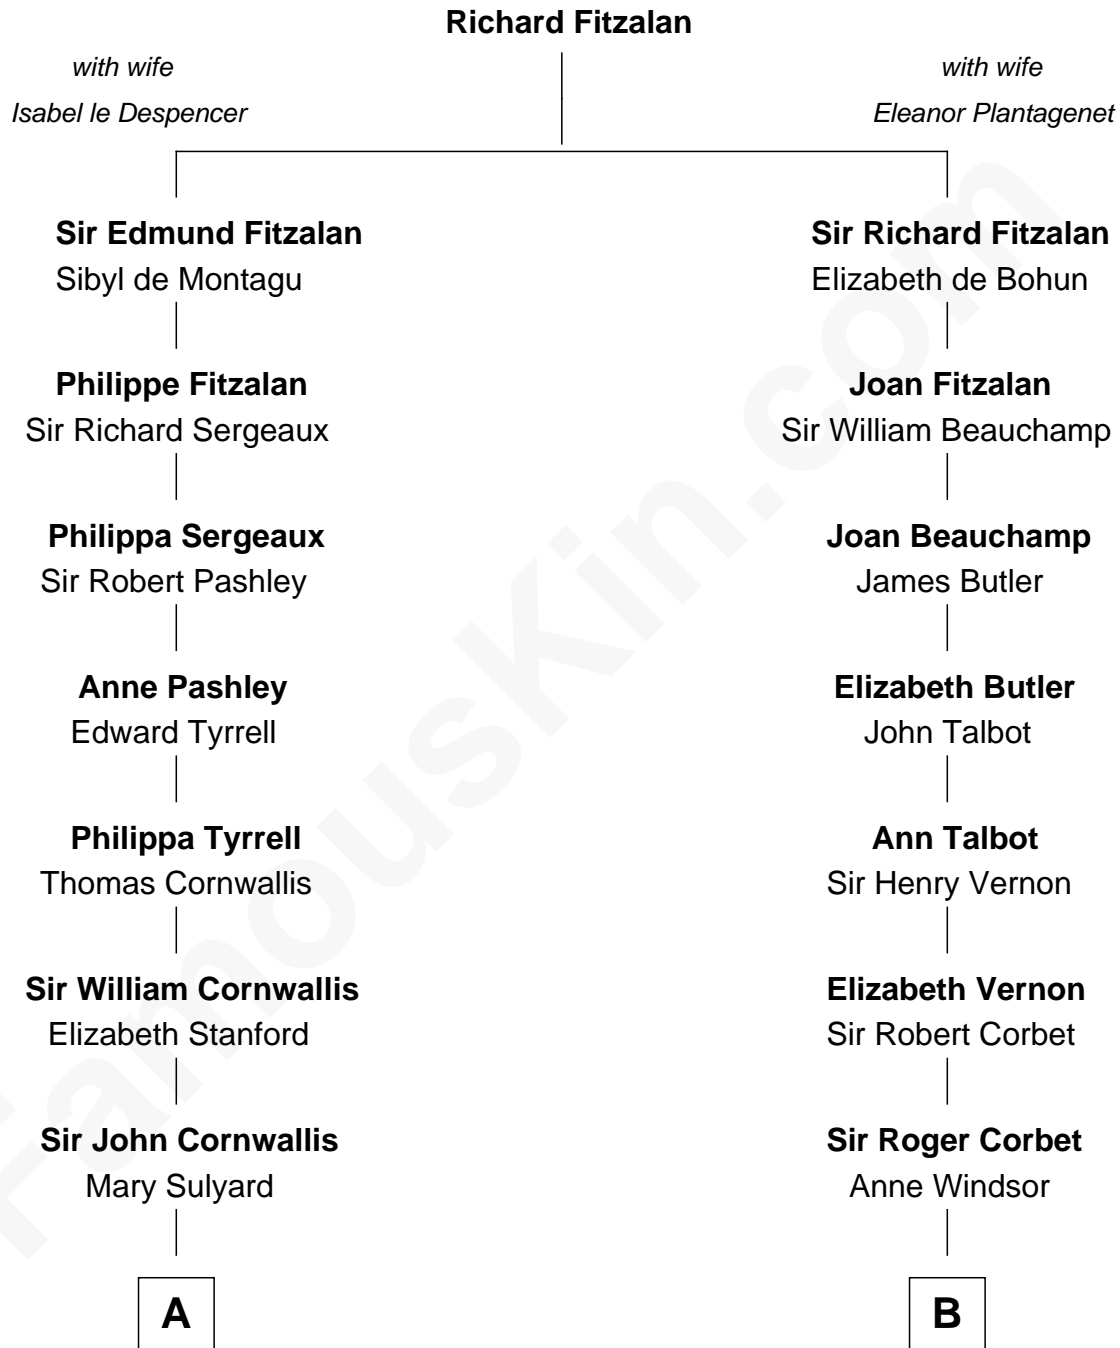 Richard Fitzalan
with wife
Isabel le Despencer
with wife
Eleanor Plantagenet
Sir Edmund Fitzalan
Sibyl de Montagu
Sir Richard Fitzalan
Elizabeth de Bohun
Philippe Fitzalan
Sir Richard Sergeaux
Joan Fitzalan
Sir William Beauchamp
Philippa Sergeaux
Sir Robert Pashley
Joan Beauchamp
James Butler
Anne Pashley
Edward Tyrrell
Elizabeth Butler
John Talbot
Philippa Tyrrell
Thomas Cornwallis
Ann Talbot
Sir Henry Vernon
Sir William Cornwallis
Elizabeth Stanford
Elizabeth Vernon
Sir Robert Corbet
Sir John Cornwallis
Mary Sulyard
Sir Roger Corbet
Anne Windsor
A
B
FamousKin.com